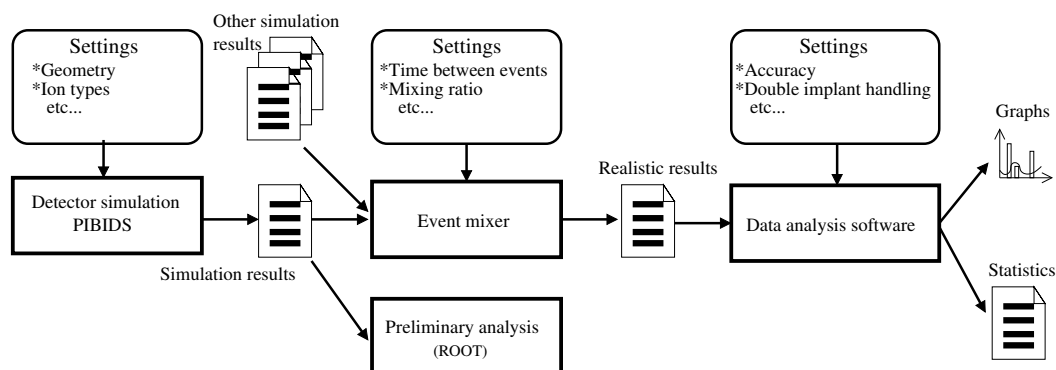 Other simulation
results
Settings
*Geometry
*Ion types
etc...
Settings
*Time between events
*Mixing ratio
etc...
Settings
*Accuracy
*Double implant handling
etc...
Graphs
Realistic results
Detector simulation
PIBIDS
Event mixer
Data analysis software
Simulation results
Statistics
Preliminary analysis
(ROOT)